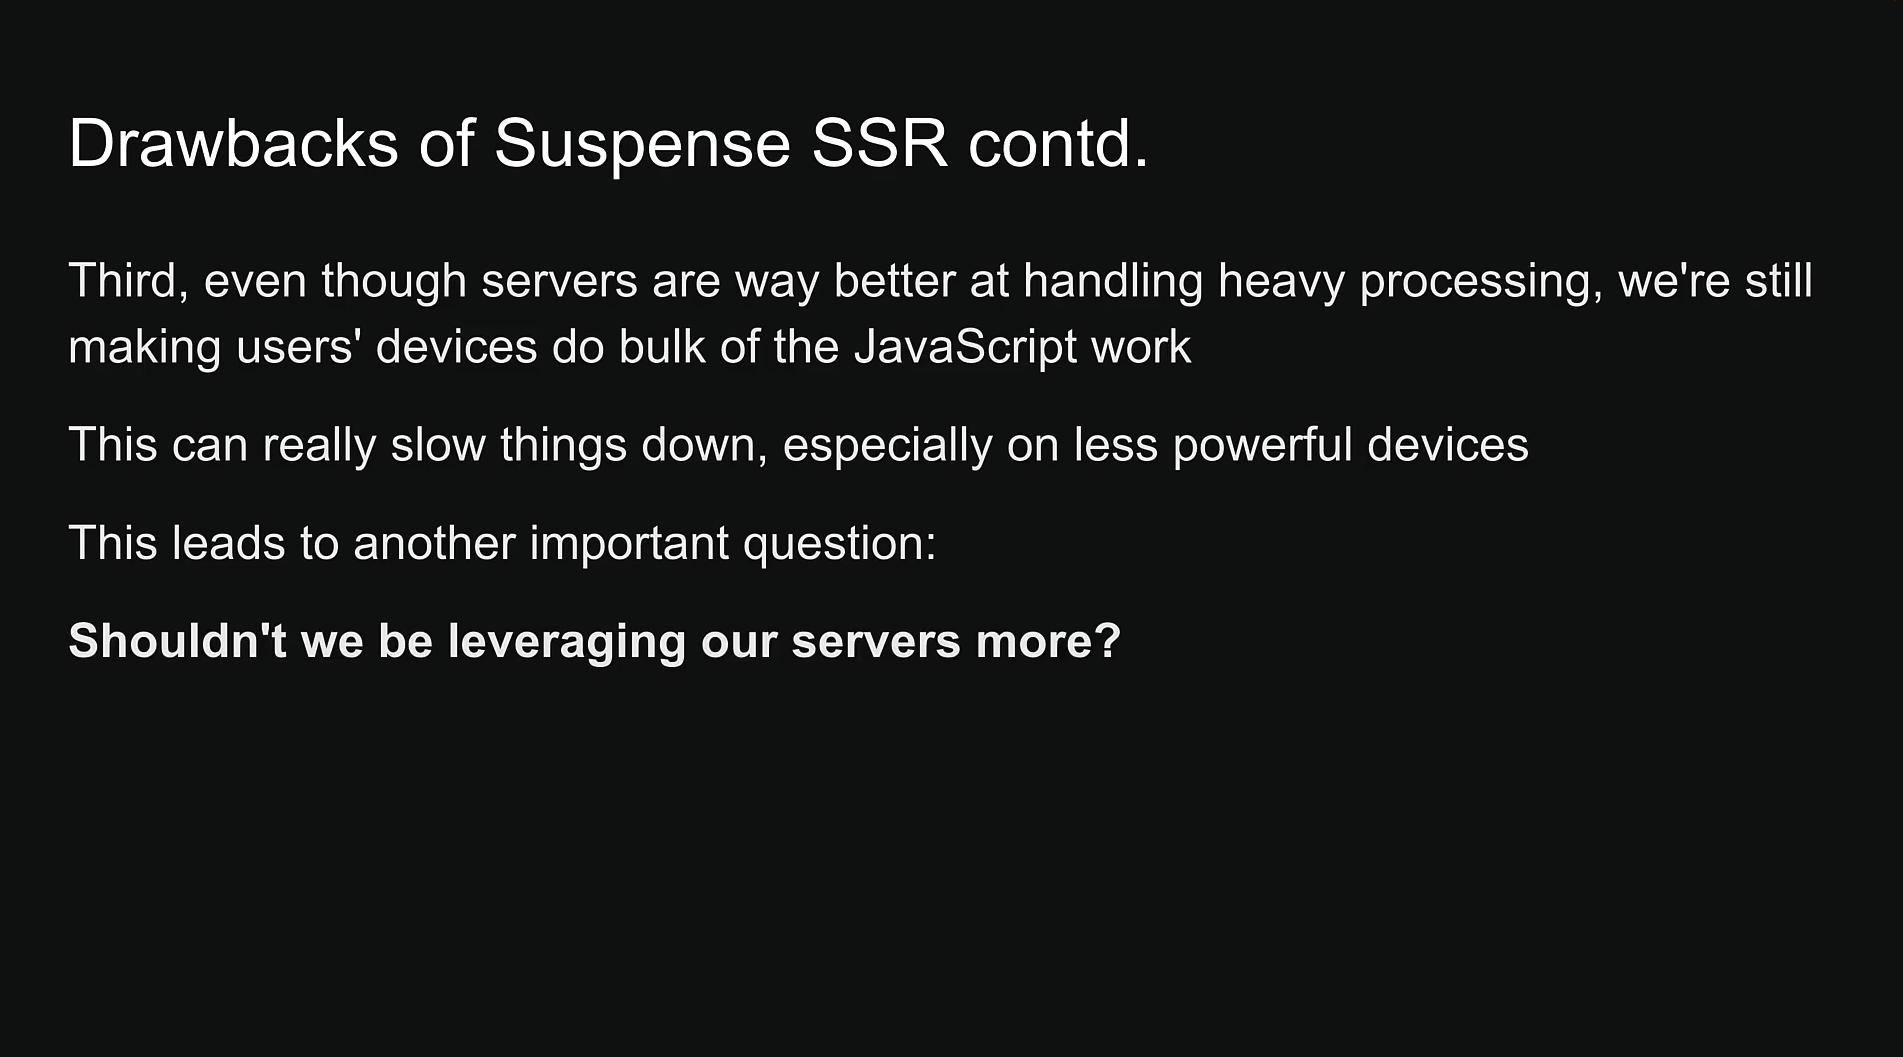 Drawbacks of Suspense SSR contd.
Third, even though servers are way better at handling heavy processing, we're still
making users' devices do bulk of the JavaScript work
This can really slow things down, especially on less powerful devices
This leads to another important question:
Shouldn't we be leveraging our servers more?